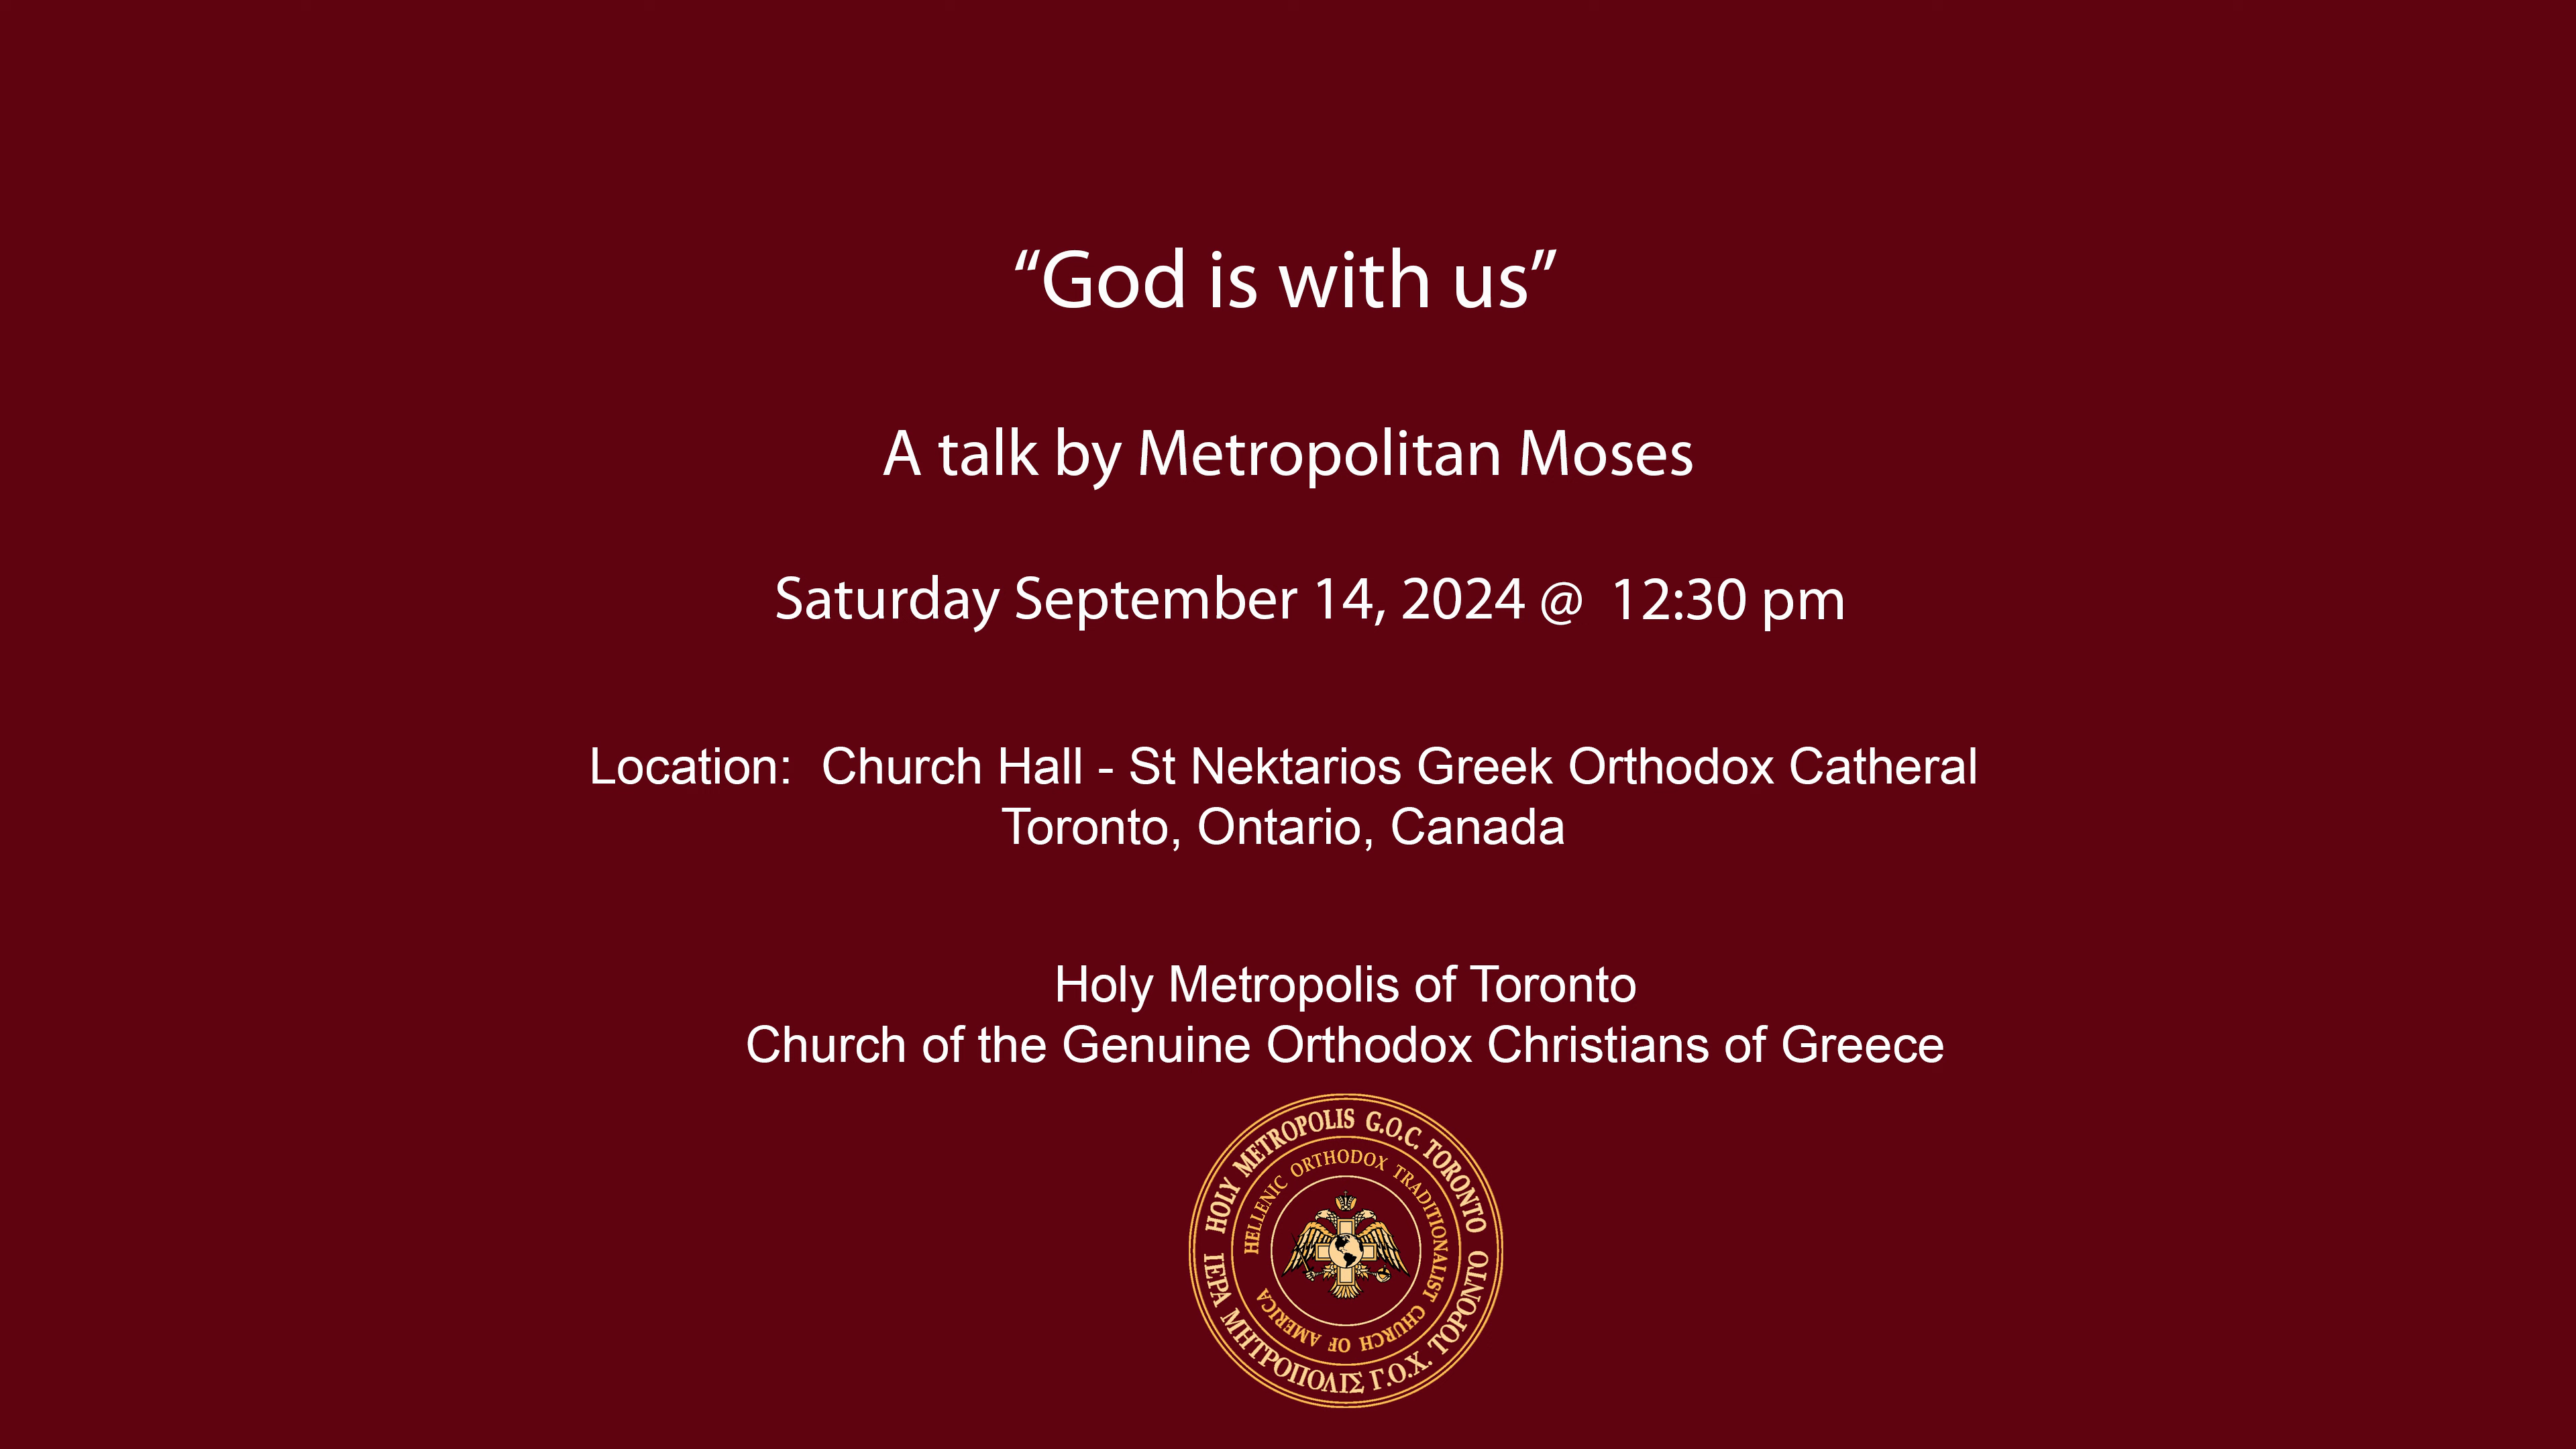 “God is with us”
A talk by Metropolitan Moses
Saturday September 14, 2024 @ 12:30 pm
Location: Church Hall - St Nektarios Greek Orthodox Catheral
Toronto, Ontario, Canada
Holy Metropolis of Toronto
Church of the Genuine Orthodox Christians of Greece
HOLY METROPOLIS G.O.C. TORONTO
HELLENIC ORTHODOX TRADITIONALIST CHURCH OF AMERICA
ΙΕΡΑ ΜΗΤΡΟΠΟΛΙΣ Γ.Ο.Χ. ΤΟΡΟΝΤΟ